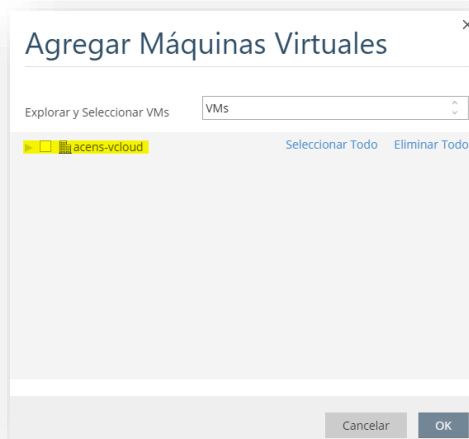 Agregar Máquinas Virtuales
Explorar y Seleccionar VMs VMs
acens-vcloud Seleccionar Todo Eliminar Todo
Cancelar OK